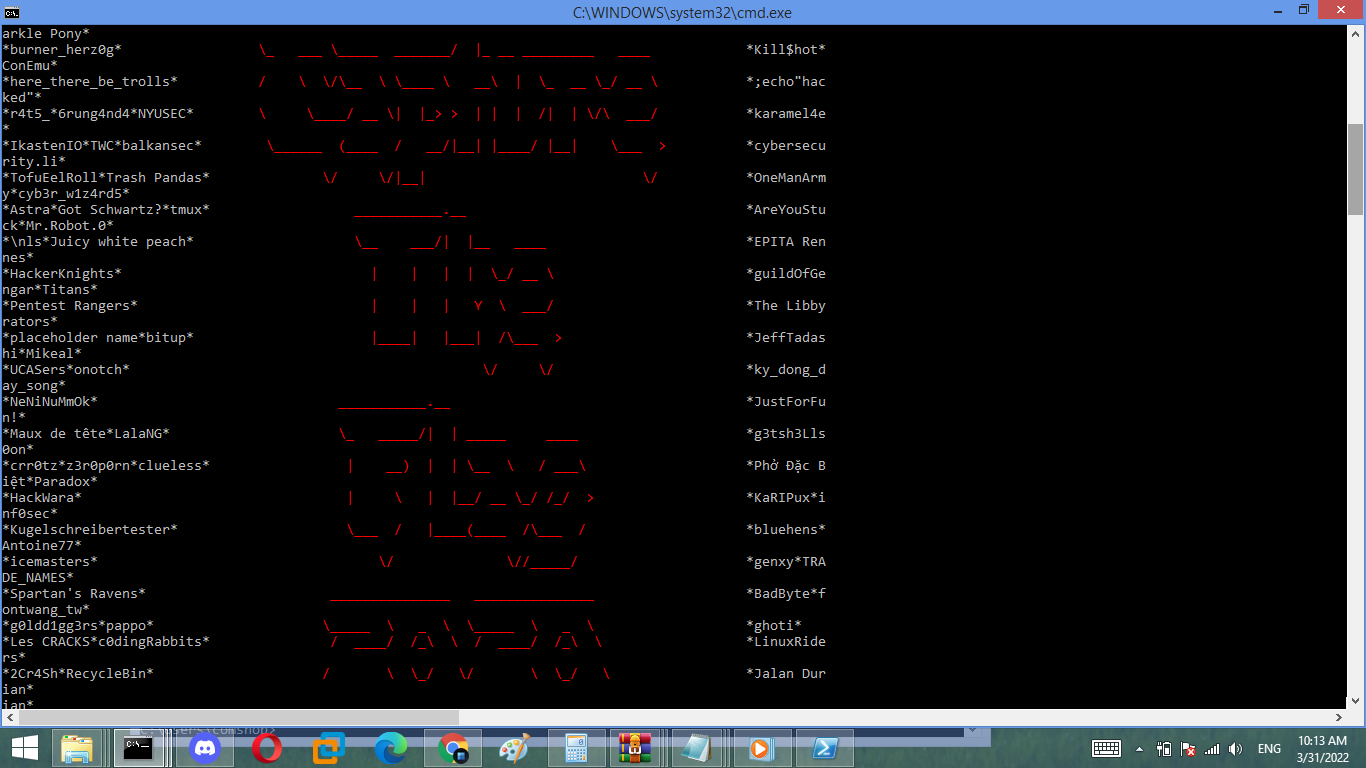 C:\WINDOWS\system32\cmd.exe
arkle Pony*
*burner_herz0g* *Kill$hot*
ConEmu*
*here_there_be_trolls* *;echo"hac
ked"*
*r4t5_*6rung4nd4*NYUSEC* *karamel4e
*
*IkastenIO*TWC*balkansec* *cybersecu
rity.li*
*TofuEelRoll*Trash Pandas* *OneManArm
y*cyb3r_w1z4rd5*
*Astra*Got Schwartz?*tmux* *AreYouStu
ck*Mr.Robot.0*
*\nls*Juicy white peach* *EPITA Ren
nes*
*HackerKnights* *guildOfGe
ngar*Titans*
*Pentest Rangers* *The Libby
rators*
*placeholder name*bitup* *JeffTadas
hi*Mikeal*
*UCASers*onotch* *ky_dong_d
ay_song*
*NeNiNuMmOk* *JustForFu
n!*
*Maux de tête*LalaNG* *g3tsh3Lls
0on*
*crr0tz*z3r0p0rn*clueless* *Phở Đặc B
iệt*Paradox*
*HackWara* *KaRIPux*i
nf0sec*
*Kugelschreibertester* *bluehens*
Antoine77*
*icemasters* *genxy*TRA
DE_NAMES*
*Spartan's Ravens* *BadByte*f
ontwang_tw*
*g0ldd1gg3rs*pappo* *ghoti*
*Les CRACKS*c0dingRabbits* *LinuxRide
rs*
*2Cr4Sh*RecycleBin* *Jalan Dur
ian*
ian*
C:\Users\comshop>
ENG
10:13 AM
3/31/2022